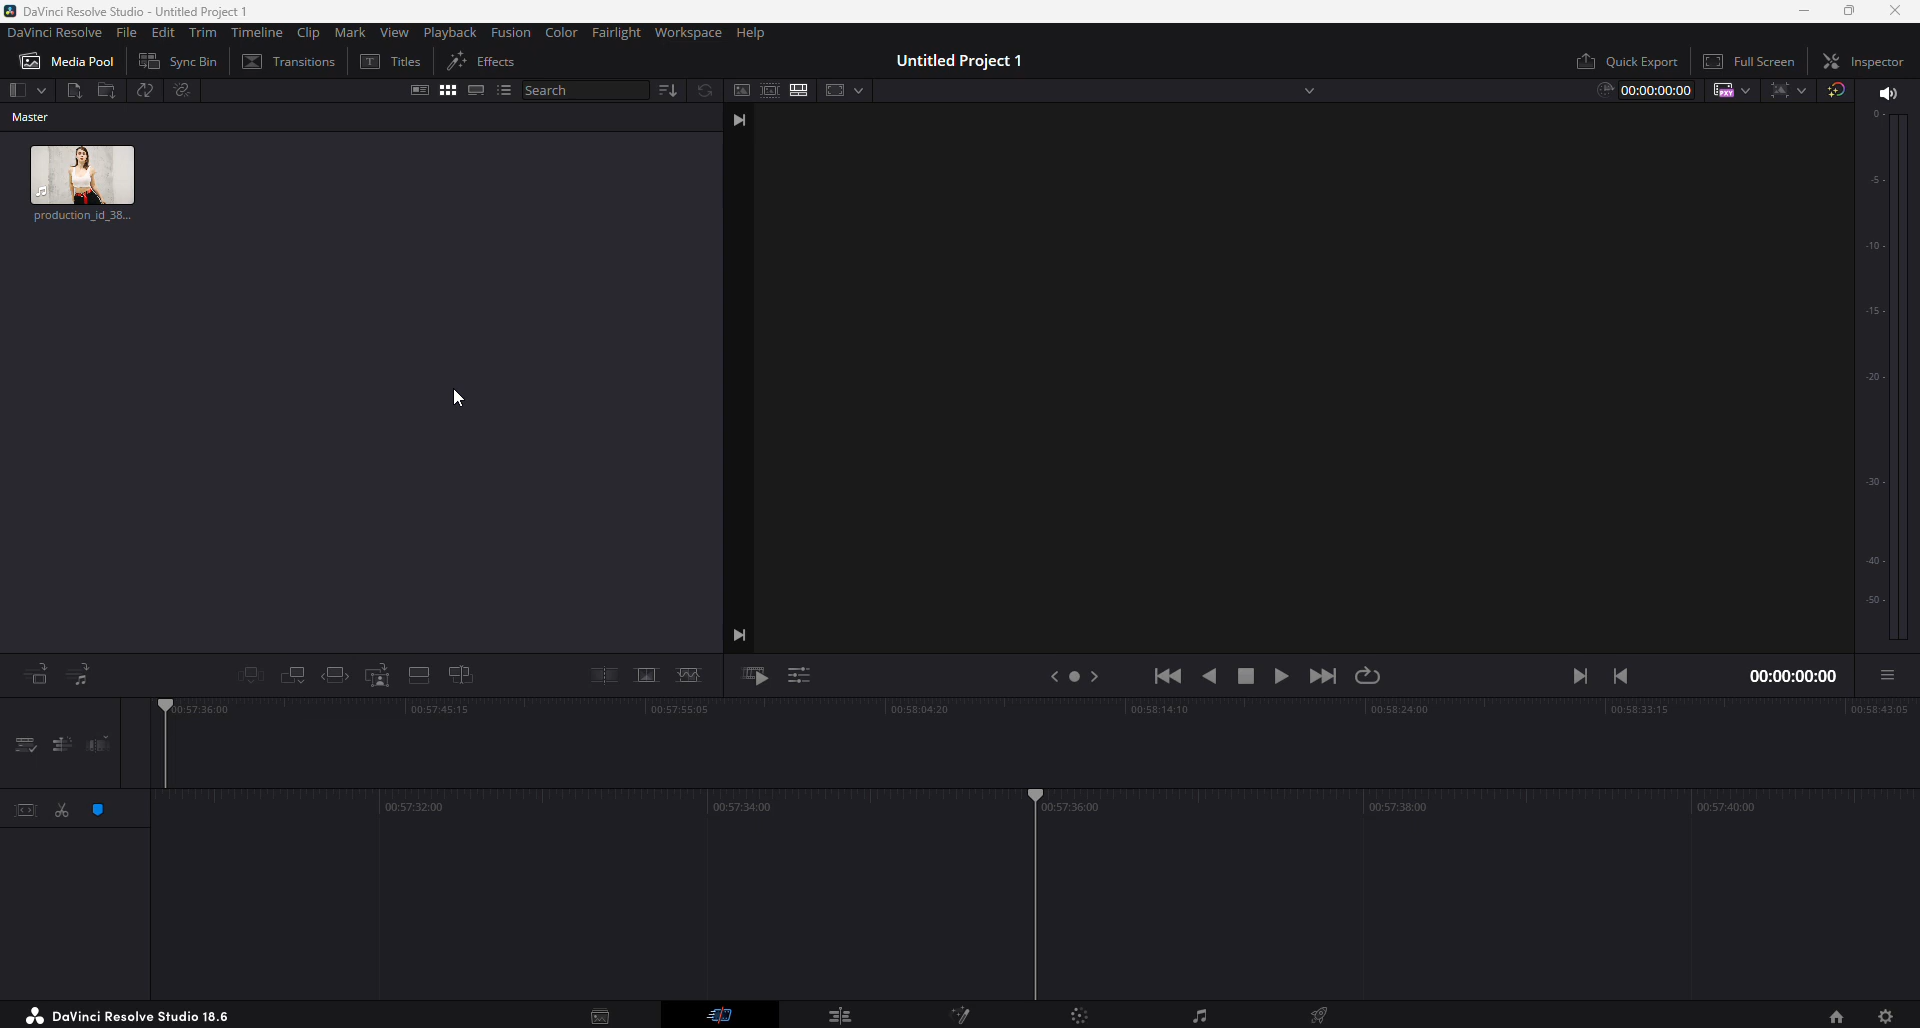 DaVinci Resolve Studio - Untitled Project 1
DaVinci Resolve File Edit Trim Timeline Clip Mark View Playback Fusion Color Fairlight Workspace Help
Media Pool Sync Bin Transitions Titles Effects Untitled Project 1 Quick Export Full Screen Inspector
Search 00:00:00:00 PXY
Master
production_id_38...
0 -
-5 -
-10 -
-15 -
-20 -
-30 -
-40 -
-50 -
00:00:00:00
00:57:36:00 00:57:45:15 00:57:55:05 00:58:04:20 00:58:14:10 00:58:24:00 00:58:33:15 00:58:43:05
00:57:32:00 00:57:34:00 00:57:36:00 00:57:38:00 00:57:40:00
DaVinci Resolve Studio 18.6